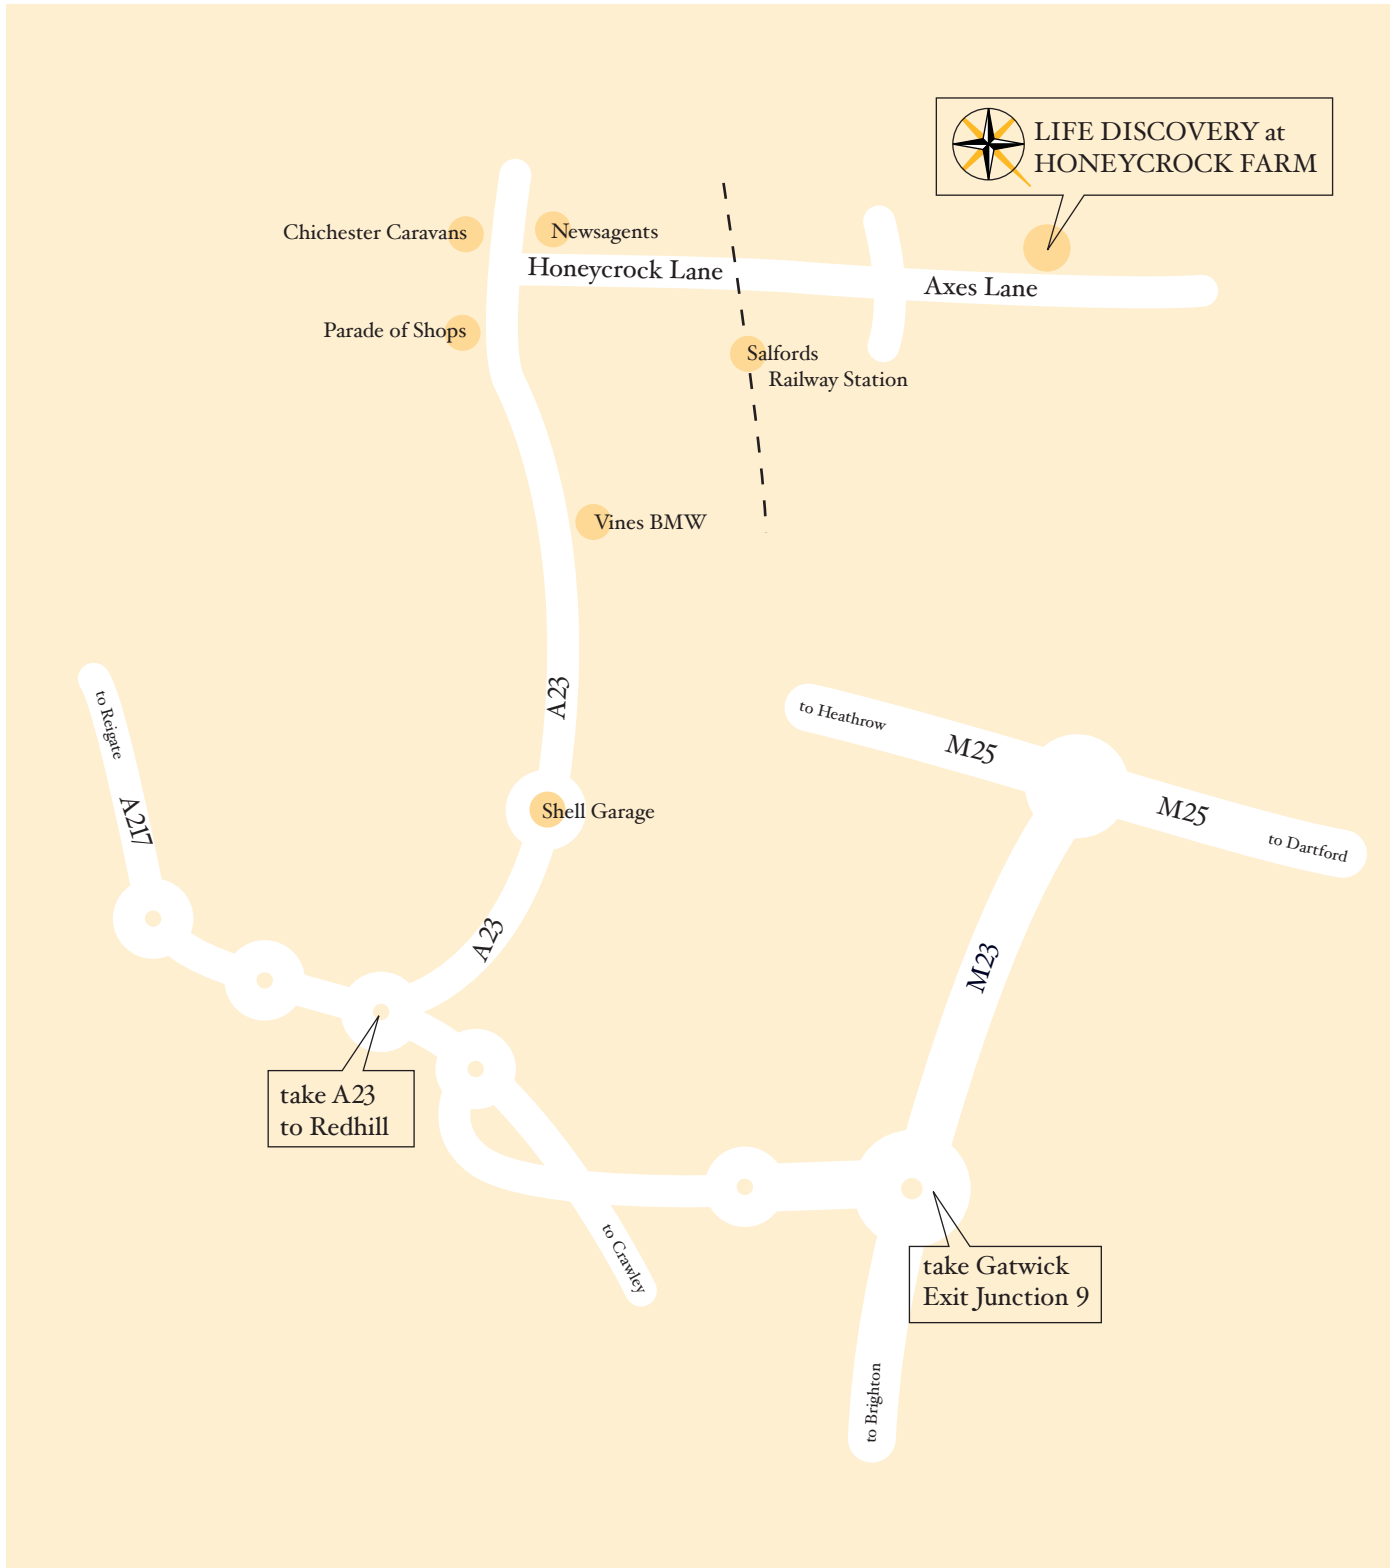 LIFE DISCOVERY at
HONEYCROCK FARM
Chichester Caravans
Newsagents
Honeycrock Lane
Axes Lane
Parade of Shops
Salfords
Railway Station
Vines BMW
A23
to Reigate
A217
to Heathrow
M25
M25
to Dartford
Shell Garage
A23
M23
take A23
to Redhill
to Crawley
take Gatwick
Exit Junction 9
to Brighton